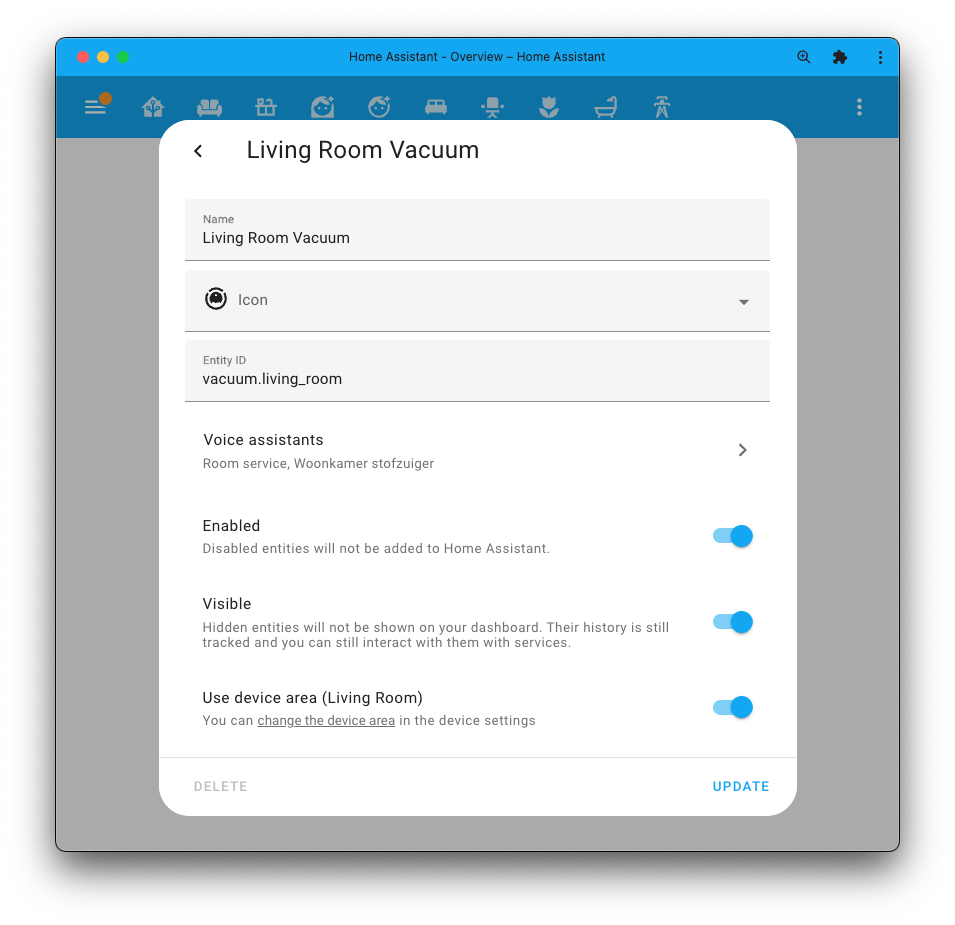 Home Assistant - Overview – Home Assistant
Living Room Vacuum
Name
Living Room Vacuum
Icon
Entity ID
vacuum.living_room
Voice assistants
Room service, Woonkamer stofzuiger
Enabled
Disabled entities will not be added to Home Assistant.
Visible
Hidden entities will not be shown on your dashboard. Their history is still
tracked and you can still interact with them with services.
Use device area (Living Room)
You can change the device area in the device settings
DELETE
UPDATE